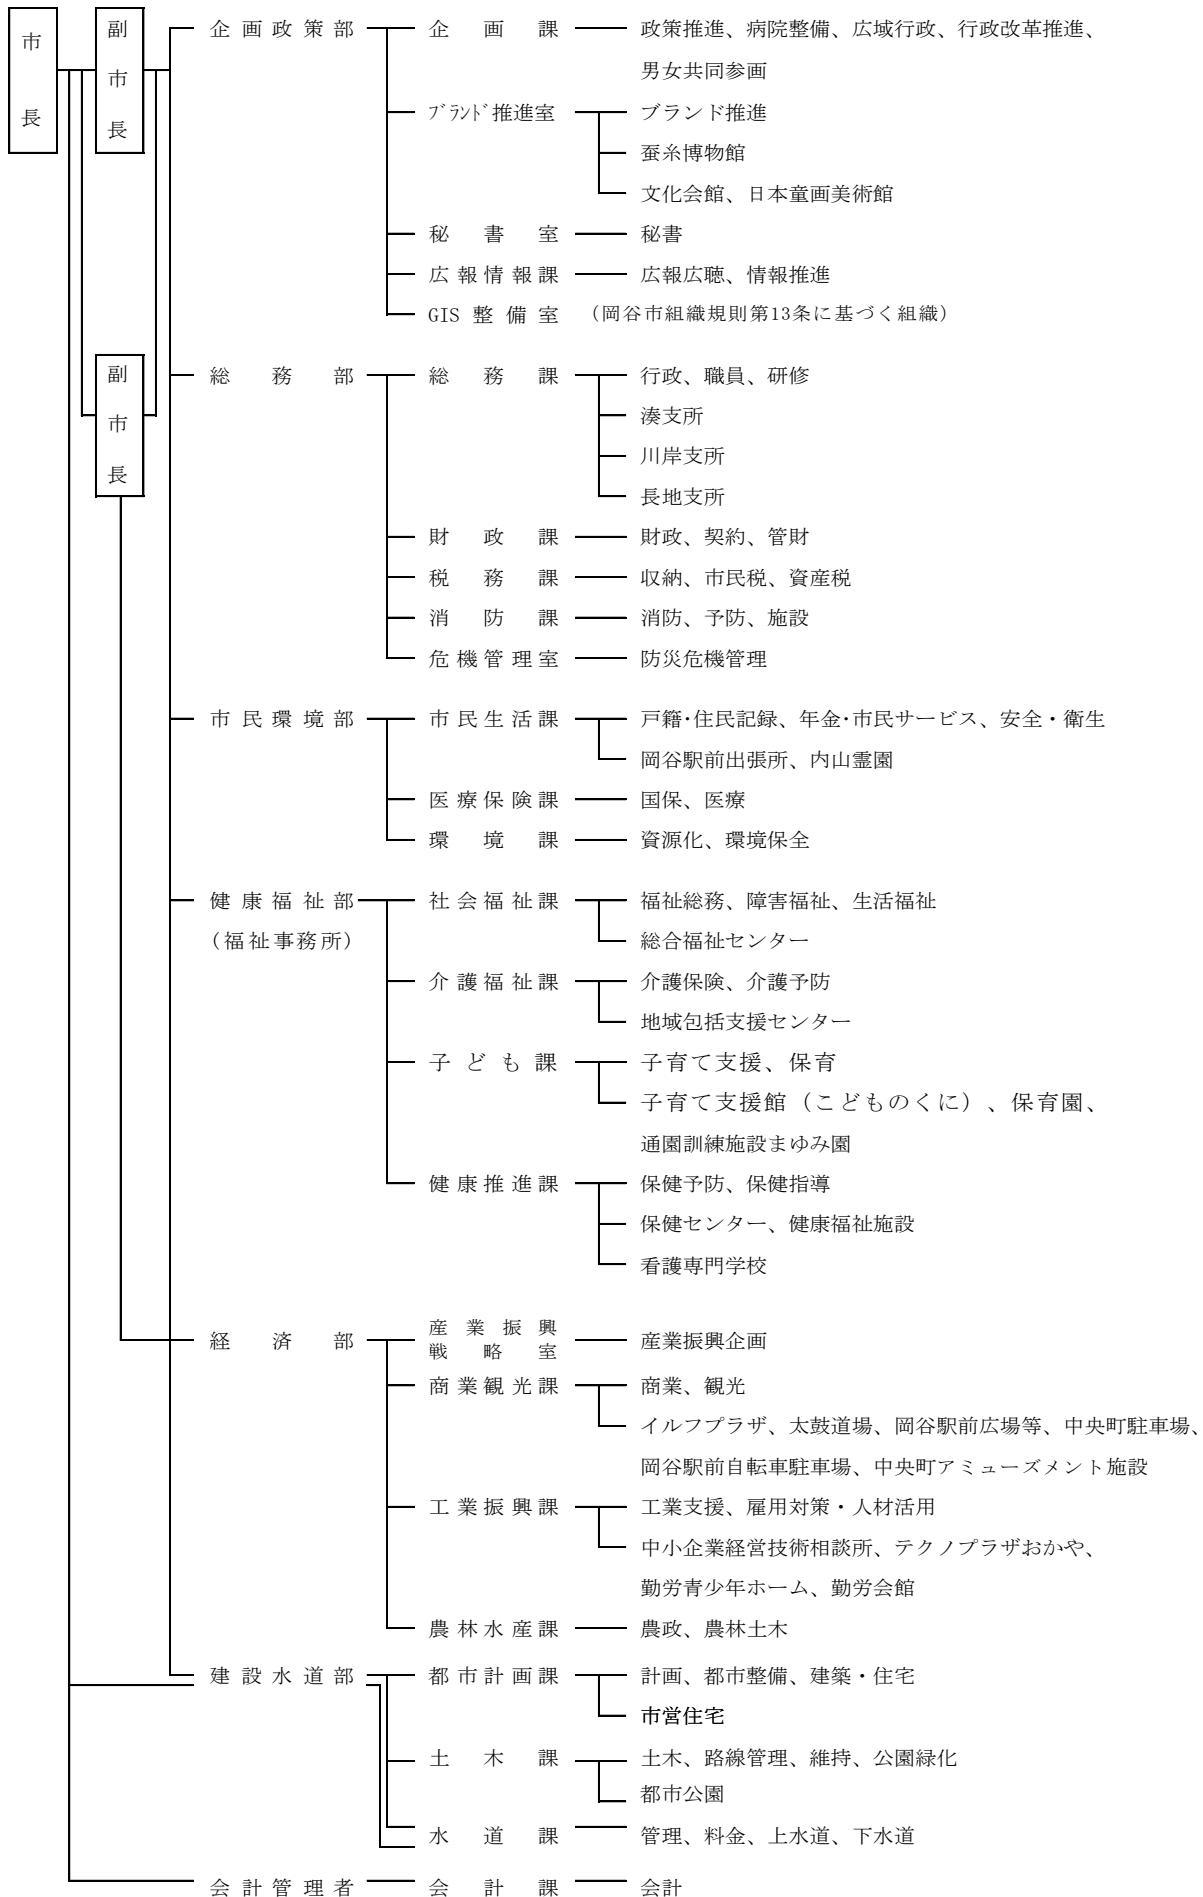 市長
副市長
企画政策部 企画課 政策推進、病院整備、広域行政、行政改革推進、
男女共同参画
ブランド推進室 ブランド推進
蚕糸博物館
文化会館、日本童画美術館
秘書室 秘書
広報情報課 広報広聴、情報推進
GIS整備室 (岡谷市組織規則第13条に基づく組織)
副市長
総務部 総務課 行政、職員、研修
湊支所
川岸支所
長地支所
財政課 財政、契約、管財
税務課 収納、市民税、資産税
消防課 消防、予防、施設
危機管理室 防災危機管理
市民環境部 市民生活課 戸籍・住民記録、年金・市民サービス、安全・衛生
岡谷駅前出張所、内山霊園
医療保険課 国保、医療
環境課 資源化、環境保全
健康福祉部 社会福祉課 福祉総務、障害福祉、生活福祉
(福祉事務所) 総合福祉センター
介護福祉課 介護保険、介護予防
地域包括支援センター
子ども課 子育て支援、保育
子育て支援館(こどものくに)、保育園、
通園訓練施設まゆみ園
健康推進課 保健予防、保健指導
保健センター、健康福祉施設
看護専門学校
経済部 産業振興戦略室 産業振興企画
商業観光課 商業、観光
イルフプラザ、太鼓道場、岡谷駅前広場等、中央町駐車場、
岡谷駅前自転車駐車場、中央町アミューズメント施設
工業振興課 工業支援、雇用対策・人材活用
中小企業経営技術相談所、テクノプラザおかや、
勤労青少年ホーム、勤労会館
農林水産課 農政、農林土木
建設水道部 都市計画課 計画、都市整備、建築・住宅
市営住宅
土木課 土木、路線管理、維持、公園緑化
都市公園
水道課 管理、料金、上水道、下水道
会計管理者 会計課 会計